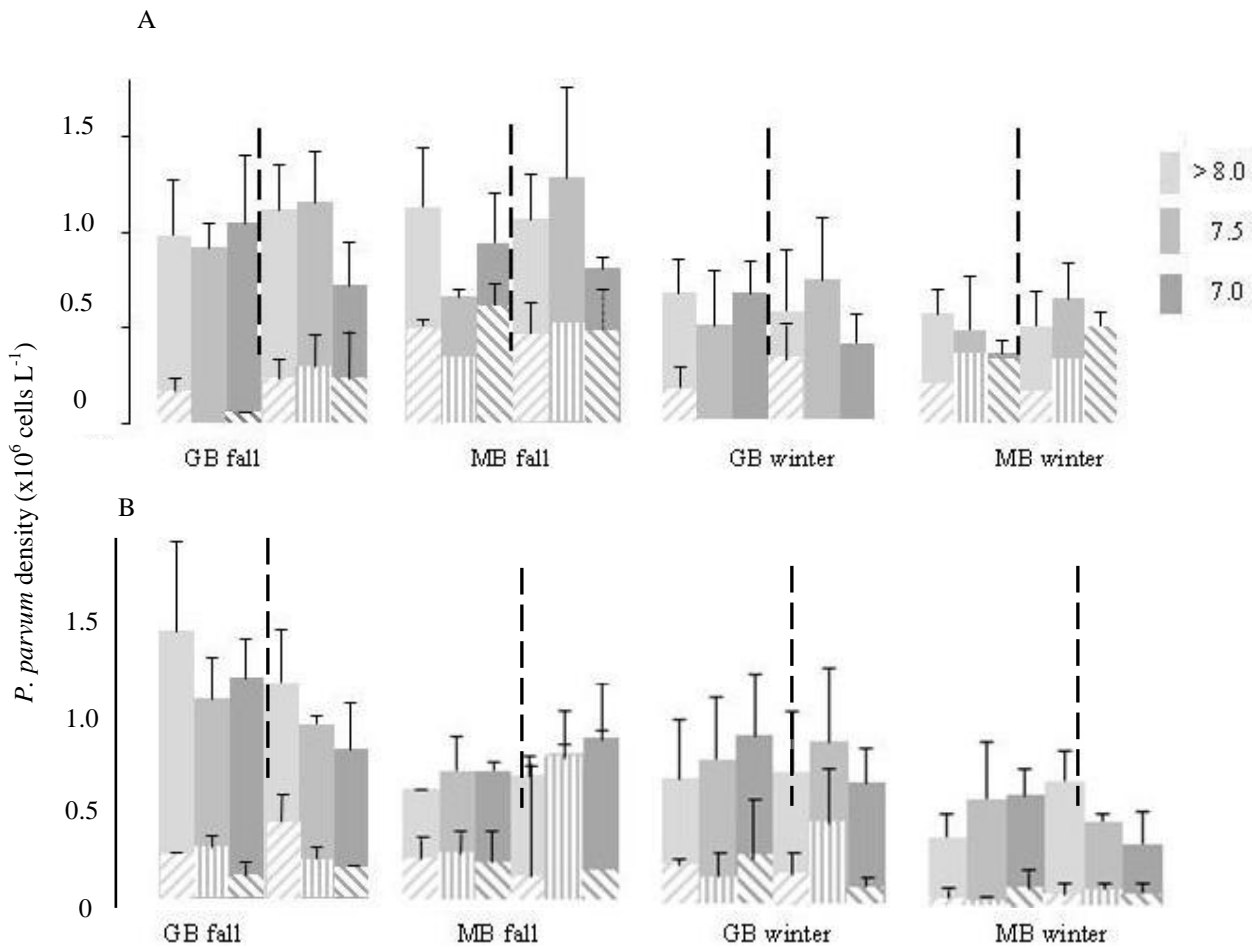 A
1.5
1.0
0.5
0
> 8.0
7.5
7.0
GB fall MB fall GB winter MB winter
P. parvum density (x10⁶ cells L⁻¹)
B
1.5
1.0
0.5
0
GB fall MB fall GB winter MB winter